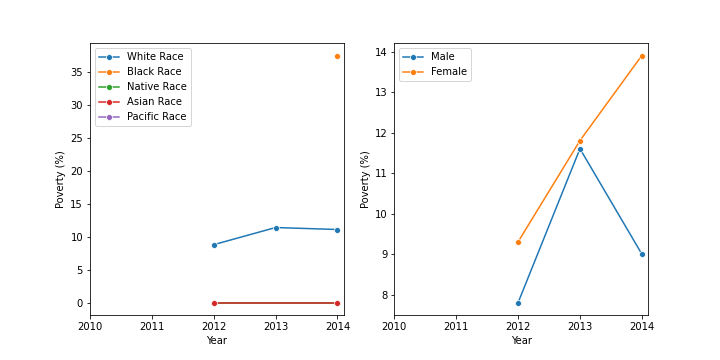 White Race
Black Race
Native Race
Asian Race
Pacific Race
35
30
25
20
15
10
5
0
Poverty (%)
2010 2011 2012 2013 2014
Year
Male
Female
14
13
12
11
10
9
8
Poverty (%)
2010 2011 2012 2013 2014
Year